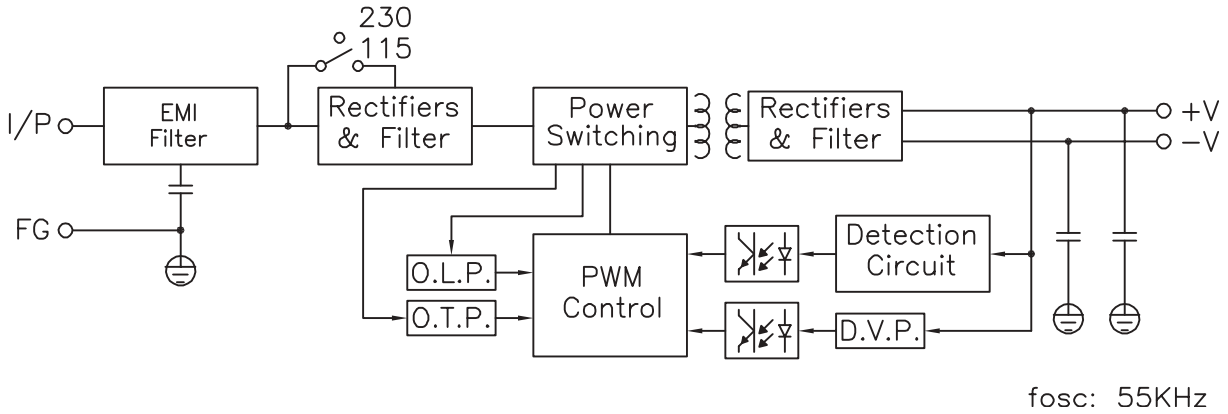 230
115
I/P
EMI
Filter
Rectifiers
& Filter
Power
Switching
Rectifiers
& Filter
+V
-V
FG
O.L.P.
O.T.P.
PWM
Control
Detection
Circuit
D.V.P.
fosc: 55KHz